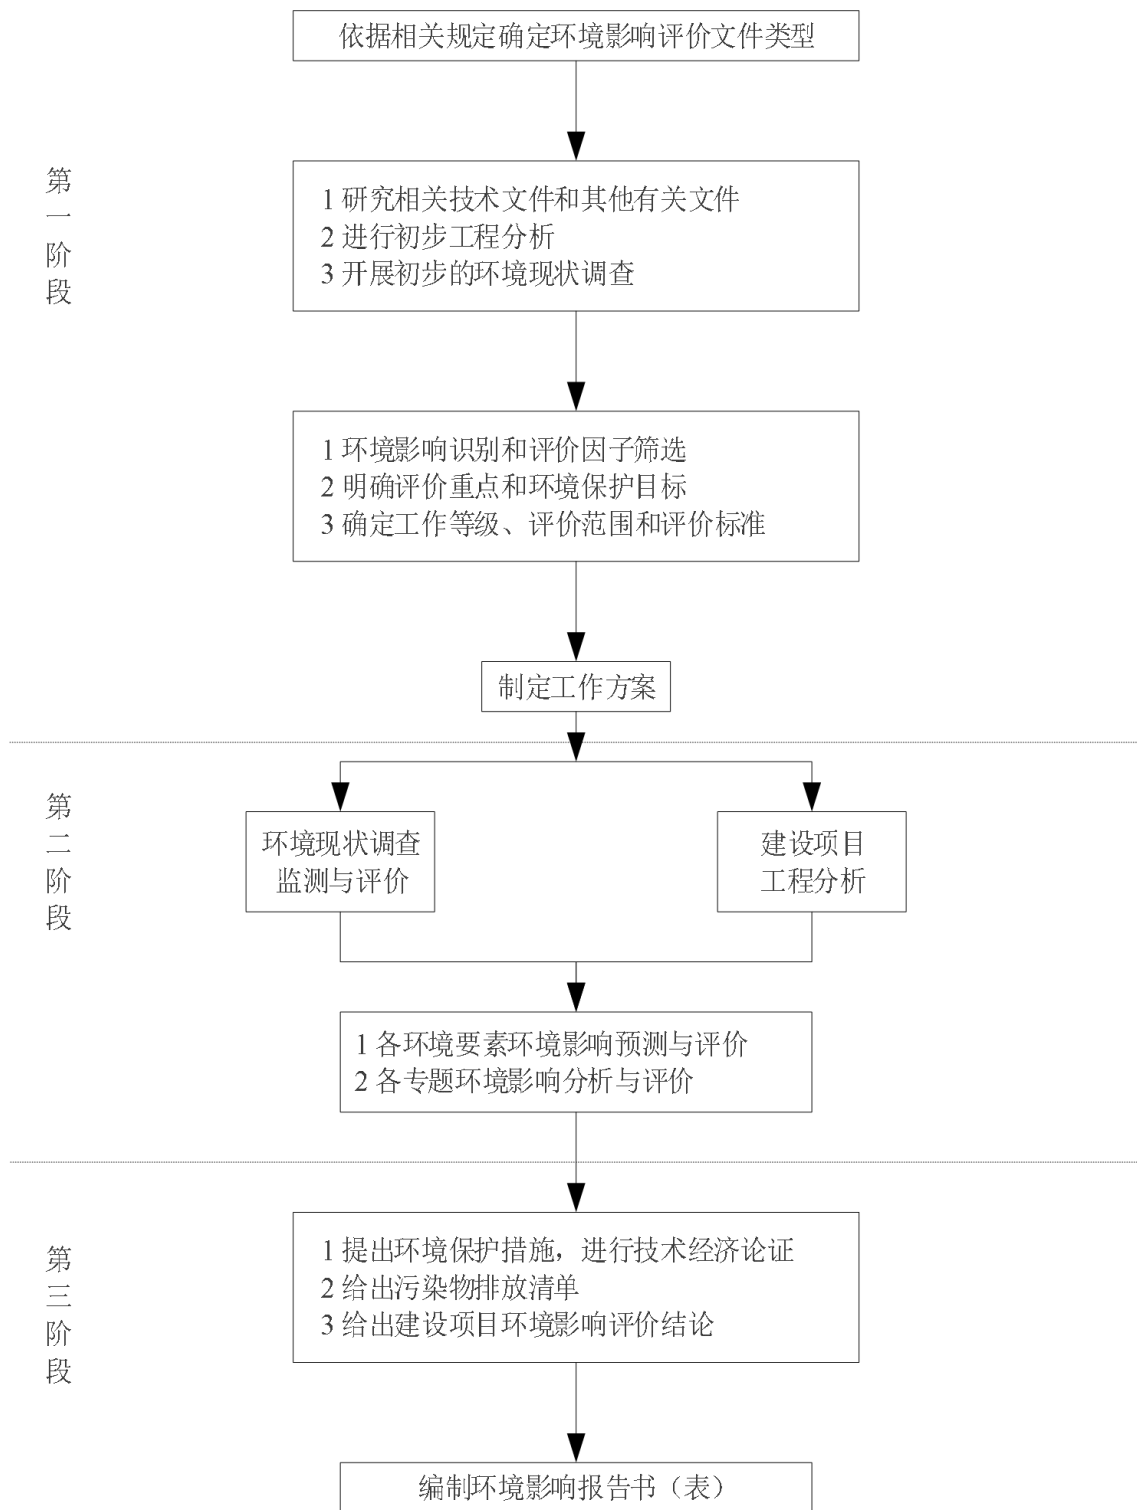 依据相关规定确定环境影响评价文件类型
第一阶段
1 研究相关技术文件和其他有关文件
2 进行初步工程分析
3 开展初步的环境现状调查
1 环境影响识别和评价因子筛选
2 明确评价重点和环境保护目标
3 确定工作等级、评价范围和评价标准
制定工作方案
第二阶段
环境现状调查
监测与评价
建设项目
工程分析
1 各环境要素环境影响预测与评价
2 各专题环境影响分析与评价
第三阶段
1 提出环境保护措施，进行技术经济论证
2 给出污染物排放清单
3 给出建设项目环境影响评价结论
编制环境影响报告书（表）